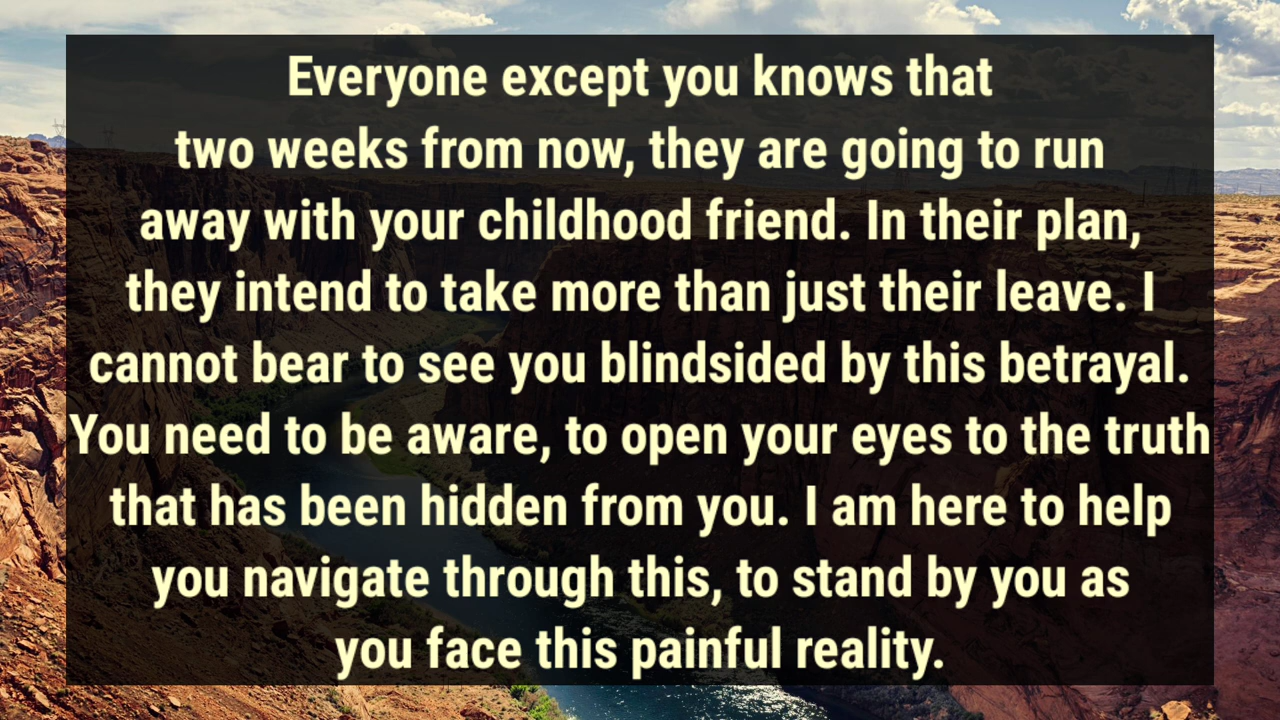 Everyone except you knows that
two weeks from now, they are going to run
away with your childhood friend. In their plan,
they intend to take more than just their leave. I
cannot bear to see you blindsided by this betrayal.
You need to be aware, to open your eyes to the truth
that has been hidden from you. I am here to help
you navigate through this, to stand by you as
you face this painful reality.